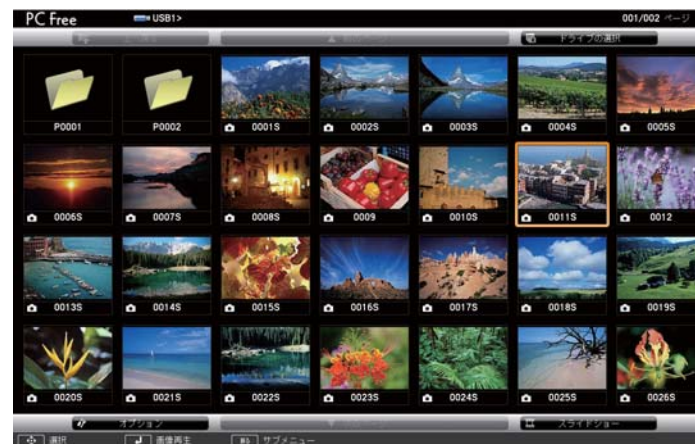 PC Free USB1> 001/002 ページ
ドライブの選択
P0001 P0002 0001S 0002S 0003S 0004S 0005S
0006S 0007S 0008S 0009 0010S 0011S 0012
0013S 0014S 0015S 0016S 0017S 0018S 0019S
0020S 0021S 0022S 0023S 0024S 0025S 0026S
オプション スライドショー
選択 画像再生 サブメニュー